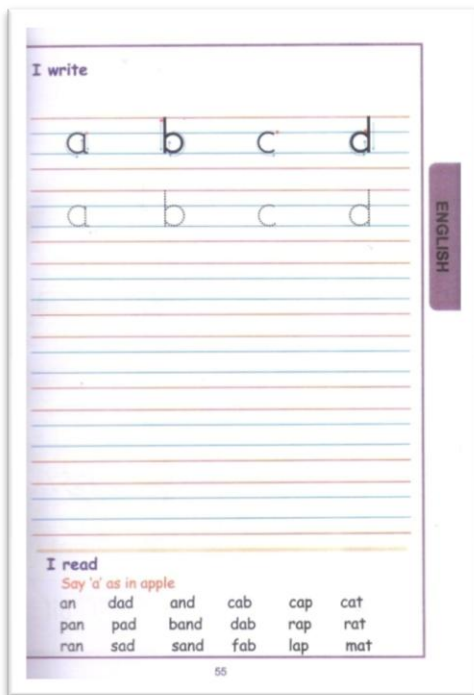 I write
a b c d
a b c d
ENGLISH
I read
Say 'a' as in apple
an dad and cab cap cat
pan pad band dab rap rat
ran sad sand fab lap mat
55